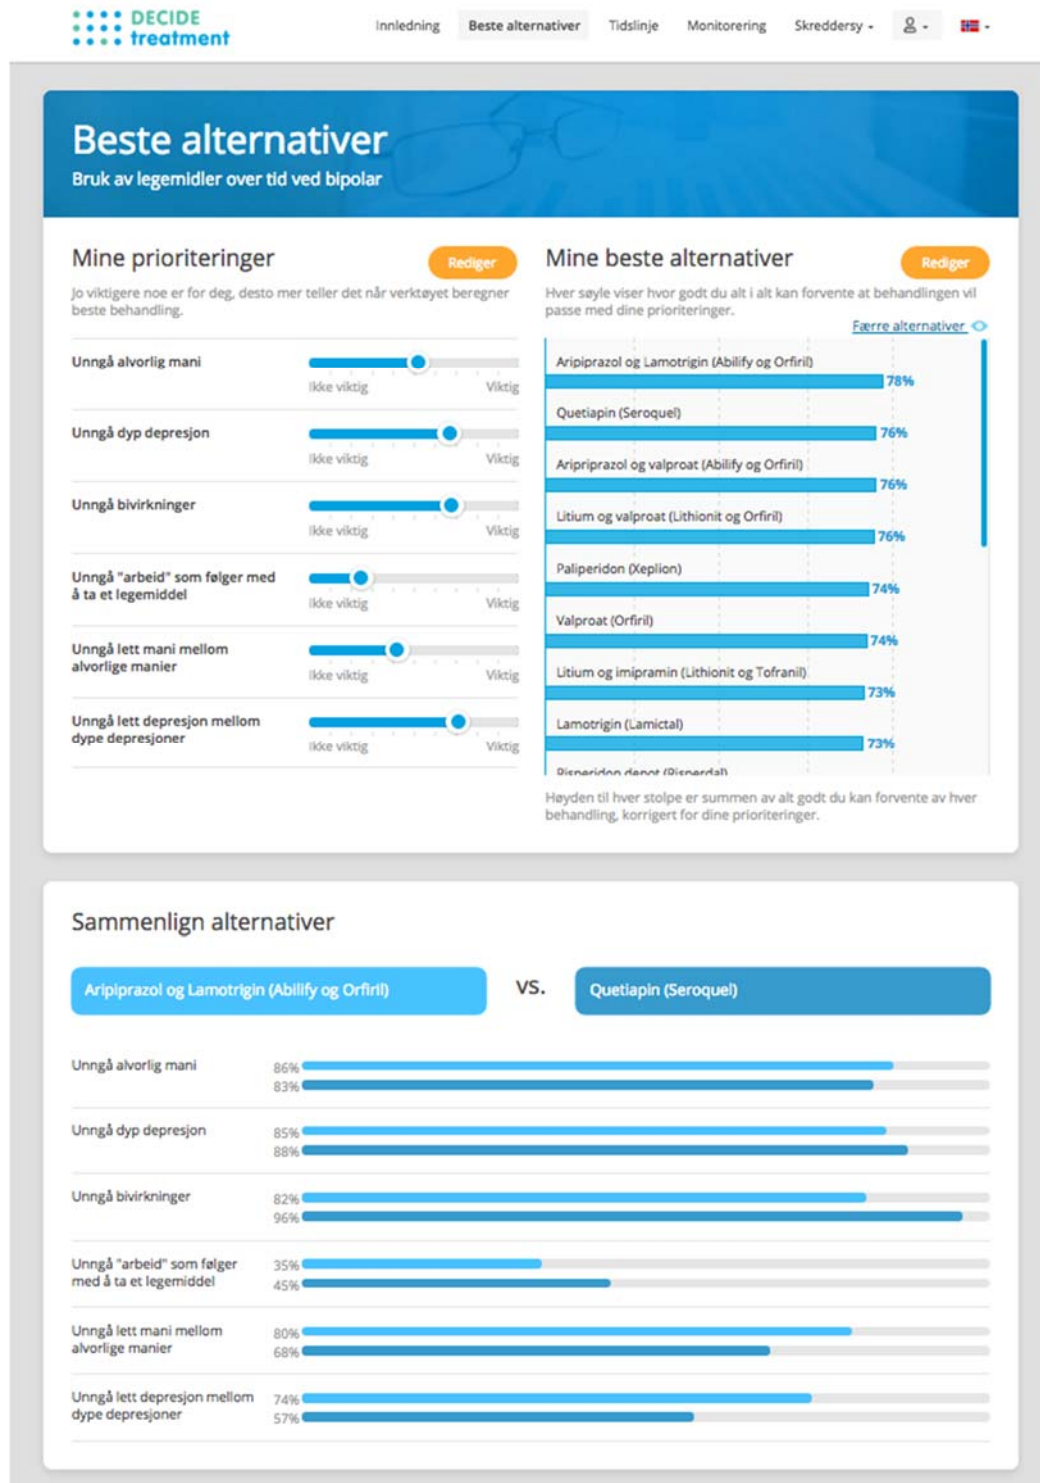 DECIDE
treatment
Innledning Beste alternativer Tidslinje Monitorering Skreddersy
Beste alternativer
Bruk av legemidler over tid ved bipolar
Mine prioriteringer
Rediger
Jo viktigere noe er for deg, desto mer teller det når verktøyet beregner
beste behandling.
Unngå alvorlig mani
Ikke viktig Viktig
Unngå dyp depresjon
Ikke viktig Viktig
Unngå bivirkninger
Ikke viktig Viktig
Unngå "arbeid" som følger med
å ta et legemiddel
Ikke viktig Viktig
Unngå lett mani mellom
alvorlige manier
Ikke viktig Viktig
Unngå lett depresjon mellom
dype depresjoner
Ikke viktig Viktig
Mine beste alternativer
Rediger
Hver søyle viser hvor godt du alt i alt kan forvente at behandlingen vil
passe med dine prioriteringer.
Færre alternativer
Aripiprazol og Lamotrigin (Abilify og Orfiril)
78%
Quetiapin (Seroquel)
76%
Aripriprazol og valproat (Abilify og Orfiril)
76%
Litium og valproat (Lithionit og Orfiril)
76%
Paliperidon (Xeplion)
74%
Valproat (Orfiril)
74%
Litium og imipramin (Lithionit og Tofranil)
73%
Lamotrigin (Lamictal)
73%
Risperidon depot (Risperdal)
Høyden til hver stolpe er summen av alt godt du kan forvente av hver
behandling, korrigert for dine prioriteringer.
Sammenlign alternativer
Aripiprazol og Lamotrigin (Abilify og Orfiril) vs. Quetiapin (Seroquel)
Unngå alvorlig mani
86%
83%
Unngå dyp depresjon
85%
88%
Unngå bivirkninger
82%
96%
Unngå "arbeid" som følger
med å ta et legemiddel
35%
45%
Unngå lett mani mellom
alvorlige manier
80%
68%
Unngå lett depresjon mellom
dype depresjoner
74%
57%